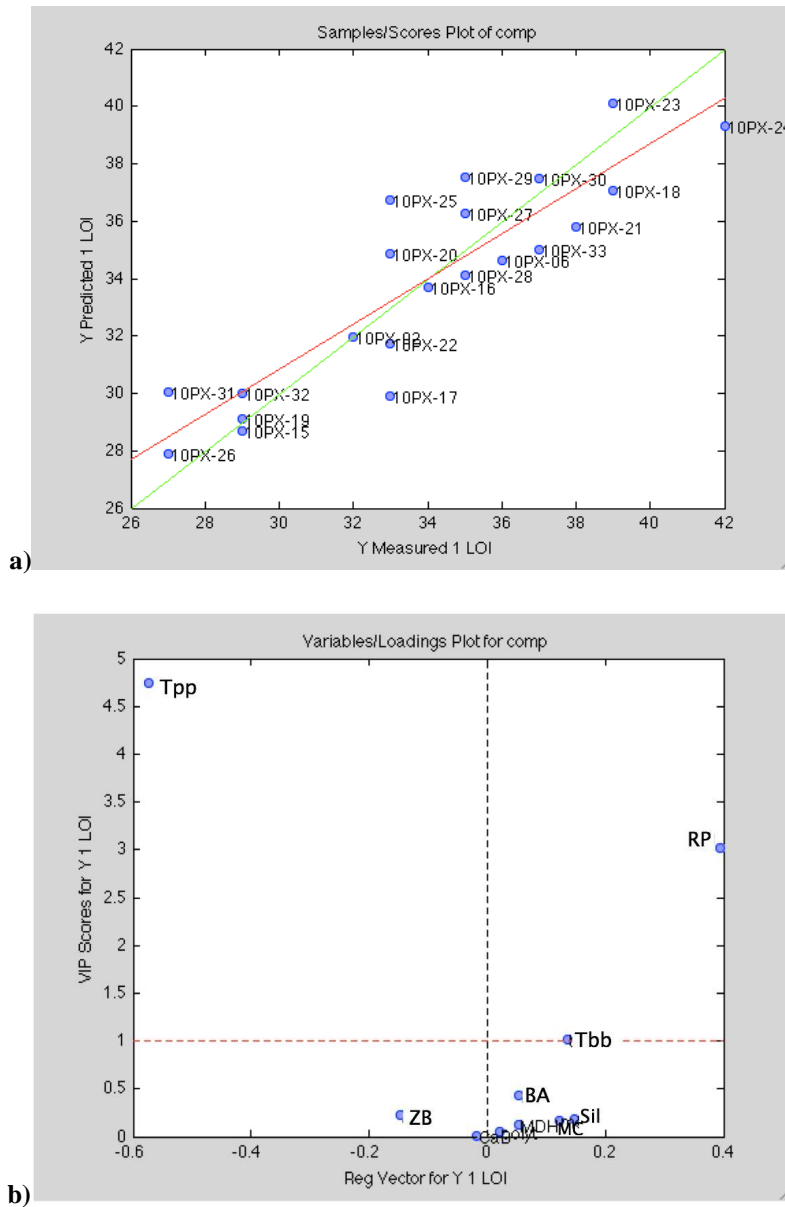 Samples/Scores Plot of comp
42
40
38
36
34
32
30
28
26
Y Predicted 1 LOI
10PX-23
10PX-24
10PX-29
10PX-30
10PX-18
10PX-25
10PX-27
10PX-21
10PX-20
10PX-33
10PX-06
10PX-28
10PX-16
10PX-22
10PX-31
10PX-32
10PX-17
10PX-19
10PX-15
10PX-26
26 28 30 32 34 36 38 40 42
Y Measured 1 LOI
a)
Variables/Loadings Plot for comp
5
4.5
4
3.5
3
2.5
2
1.5
1
0.5
0
VIP Scores for Y 1 LOI
Tpp
RP
Tbb
BA
ZB
Sil
MC
-0.6 -0.4 -0.2 0 0.2 0.4
Reg Vector for Y 1 LOI
b)